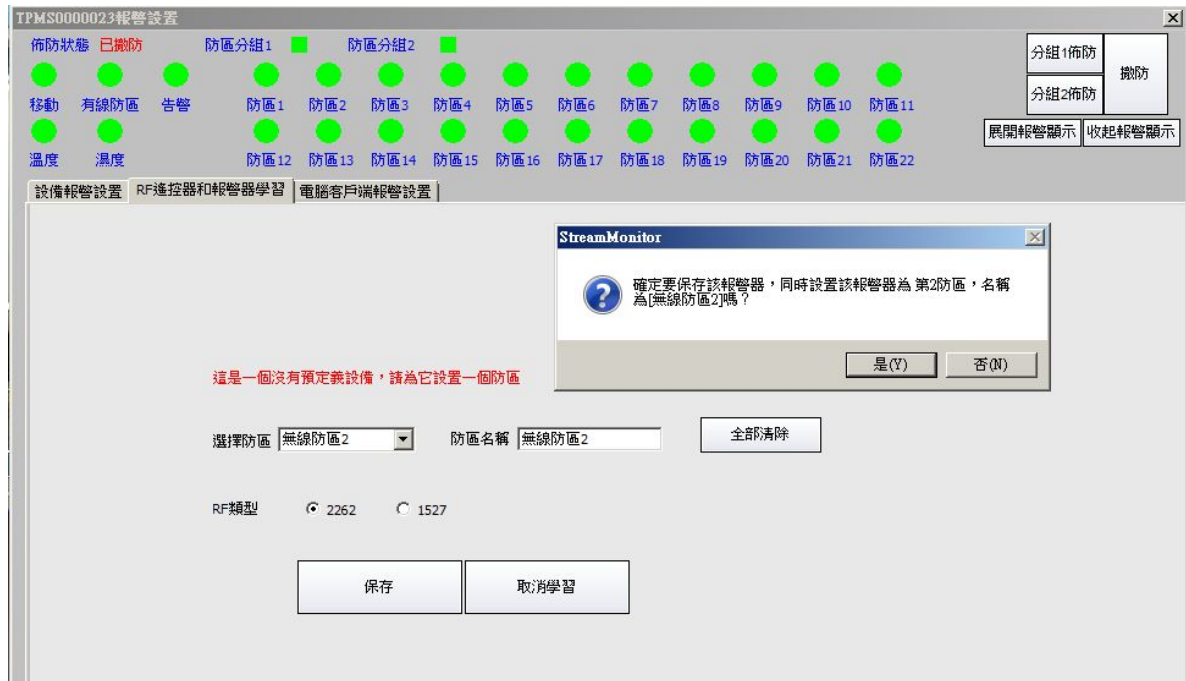 TPMS0000023報警設置
佈防狀態 已撤防 防區分組1 防區分組2
分組1佈防
撤防
分組2佈防
移動 有線防區 告警 防區1 防區2 防區3 防區4 防區5 防區6 防區7 防區8 防區9 防區10 防區11
展開報警顯示 收起報警顯示
溫度 濕度 防區12 防區13 防區14 防區15 防區16 防區17 防區18 防區19 防區20 防區21 防區22
設備報警設置 RF遙控器和報警器學習 電腦客戶端報警設置
StreamMonitor
確定要保存該報警器，同時設置該報警器為 第2防區，名稱
為[無線防區2]嗎？
是(Y) 否(N)
這是一個沒有預定義設備，請為它設置一個防區
選擇防區 無線防區2 防區名稱 無線防區2 全部清除
RF類型 2262 1527
保存 取消學習